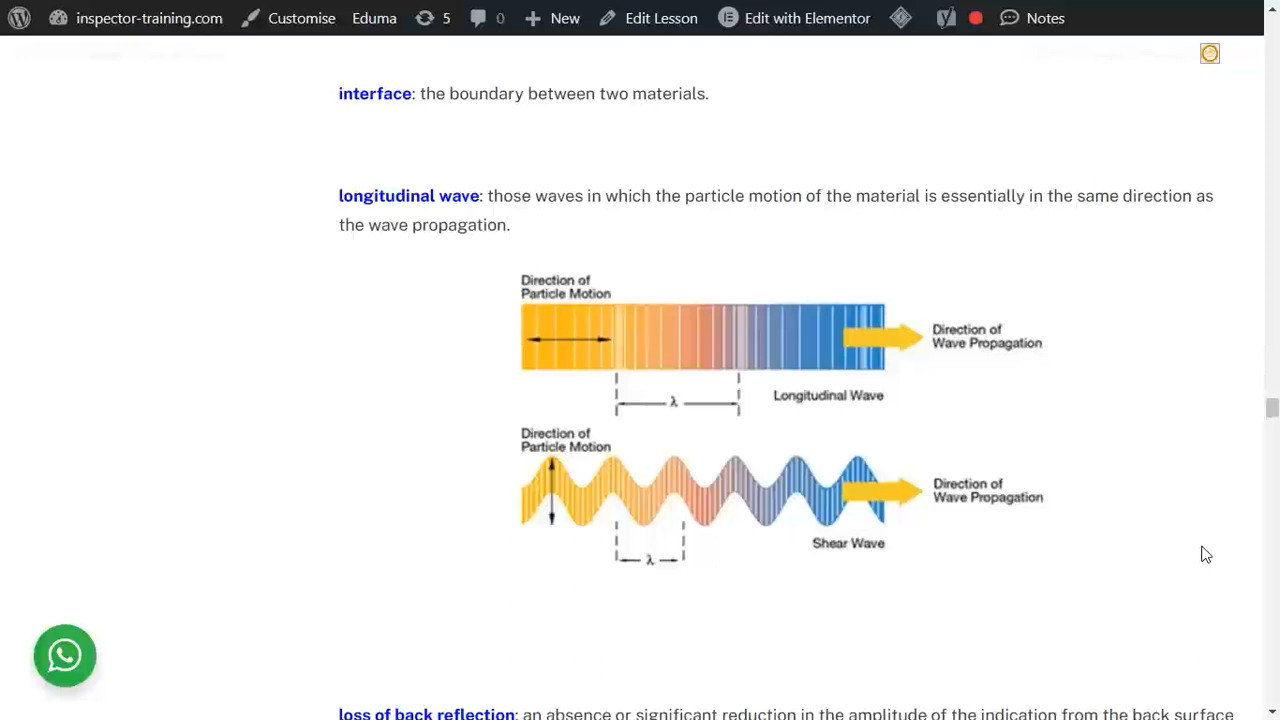 inspector-training.com Customise Eduma 5 0 New Edit Lesson Edit with Elementor Notes
interface: the boundary between two materials.
longitudinal wave: those waves in which the particle motion of the material is essentially in the same direction as
the wave propagation.
Direction of
Particle Motion
Direction of
Wave Propagation
λ
Longitudinal Wave
Direction of
Particle Motion
Direction of
Wave Propagation
Shear Wave
λ
loss of back reflection: an absence or significant reduction in the amplitude of the indication from the back surface